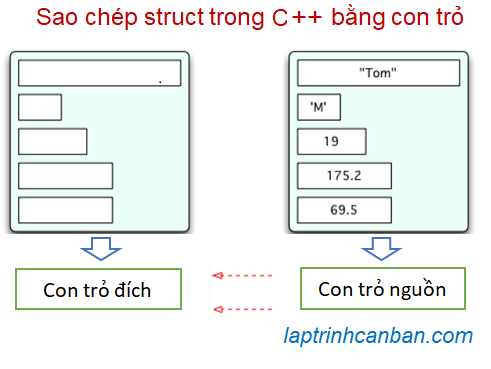 Sao chép struct trong C++ bằng con trỏ
"Tom"
'M'
19
175.2
69.5
Con trỏ đích
Con trỏ nguồn
laptrinhcanban.com